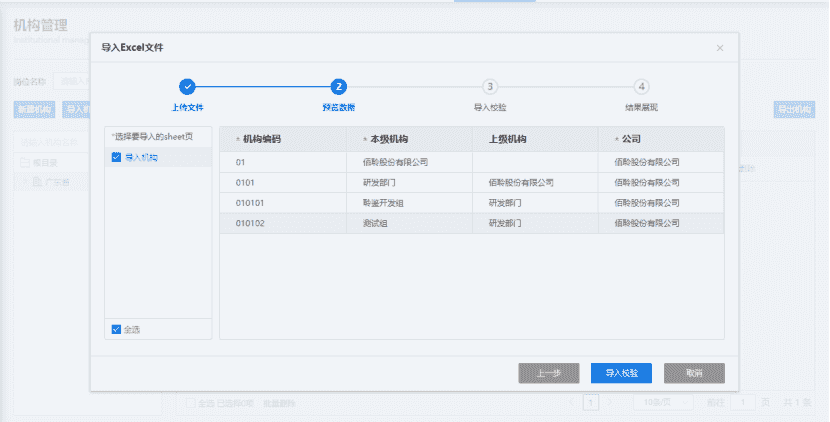 机构管理
Institutional manag
岗位名称
新建机构
导入机
导出机构
根目录
广东省
导入Excel文件
×
✓ 2 3 4
上传文件 预览数据 导入校验 结果展现
*选择要导入的sheet页
导入机构
全选
* 机构编码 * 本级机构 上级机构 * 公司
01 佰聆股份有限公司 佰聆股份有限公司
0101 研发部门 佰聆股份有限公司 佰聆股份有限公司
010101 聆鉴开发组 研发部门 佰聆股份有限公司
010102 测试组 研发部门 佰聆股份有限公司
上一步 导入校验 取消
全选 已选择0项 批量删除
1 10条/页 前往 1 页 共 1 条